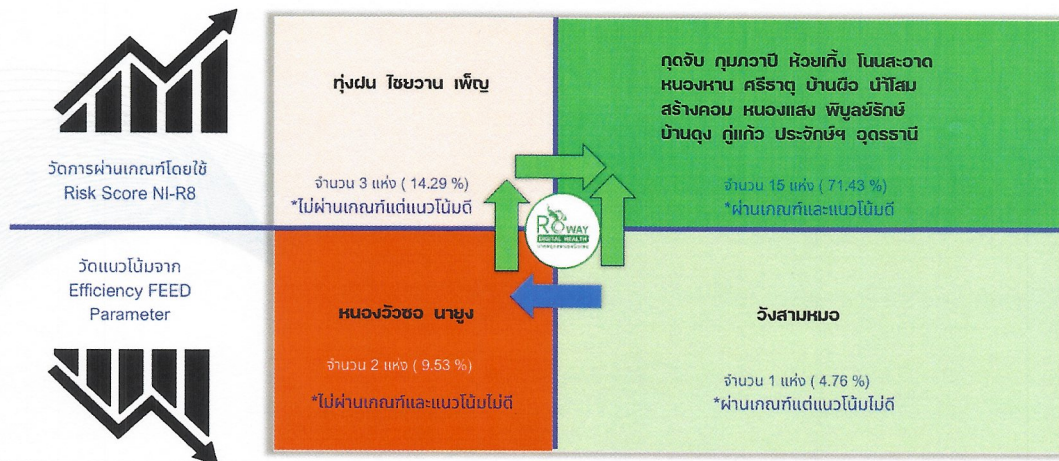 วัดการผ่านเกณฑ์โดยใช้
Risk Score NI-R8
วัดแนวโน้มจาก
Efficiency FEED
Parameter
ทุ่งฝน ไชยวาน เพ็ญ
จำนวน 3 แห่ง ( 14.29 %)
*ไม่ผ่านเกณฑ์แต่แนวโน้มดี
กุดจับ กุมภวาปี ห้วยเกิ้ง โนนสะอาด
หนองหาน ศรีธาตุ บ้านผือ น้ำโสม
สร้างคอม หนองแสง พิบูลย์รักษ์
บ้านดุง กู่แก้ว ประจักษ์ฯ อุดรธานี
จำนวน 15 แห่ง ( 71.43 %)
*ผ่านเกณฑ์และแนวโน้มดี
R8WAY
DIGITAL HEALTH
หนองวัวซอ นายูง
จำนวน 2 แห่ง ( 9.53 %)
*ไม่ผ่านเกณฑ์และแนวโน้มไม่ดี
วังสามหมอ
จำนวน 1 แห่ง ( 4.76 %)
*ผ่านเกณฑ์แต่แนวโน้มไม่ดี